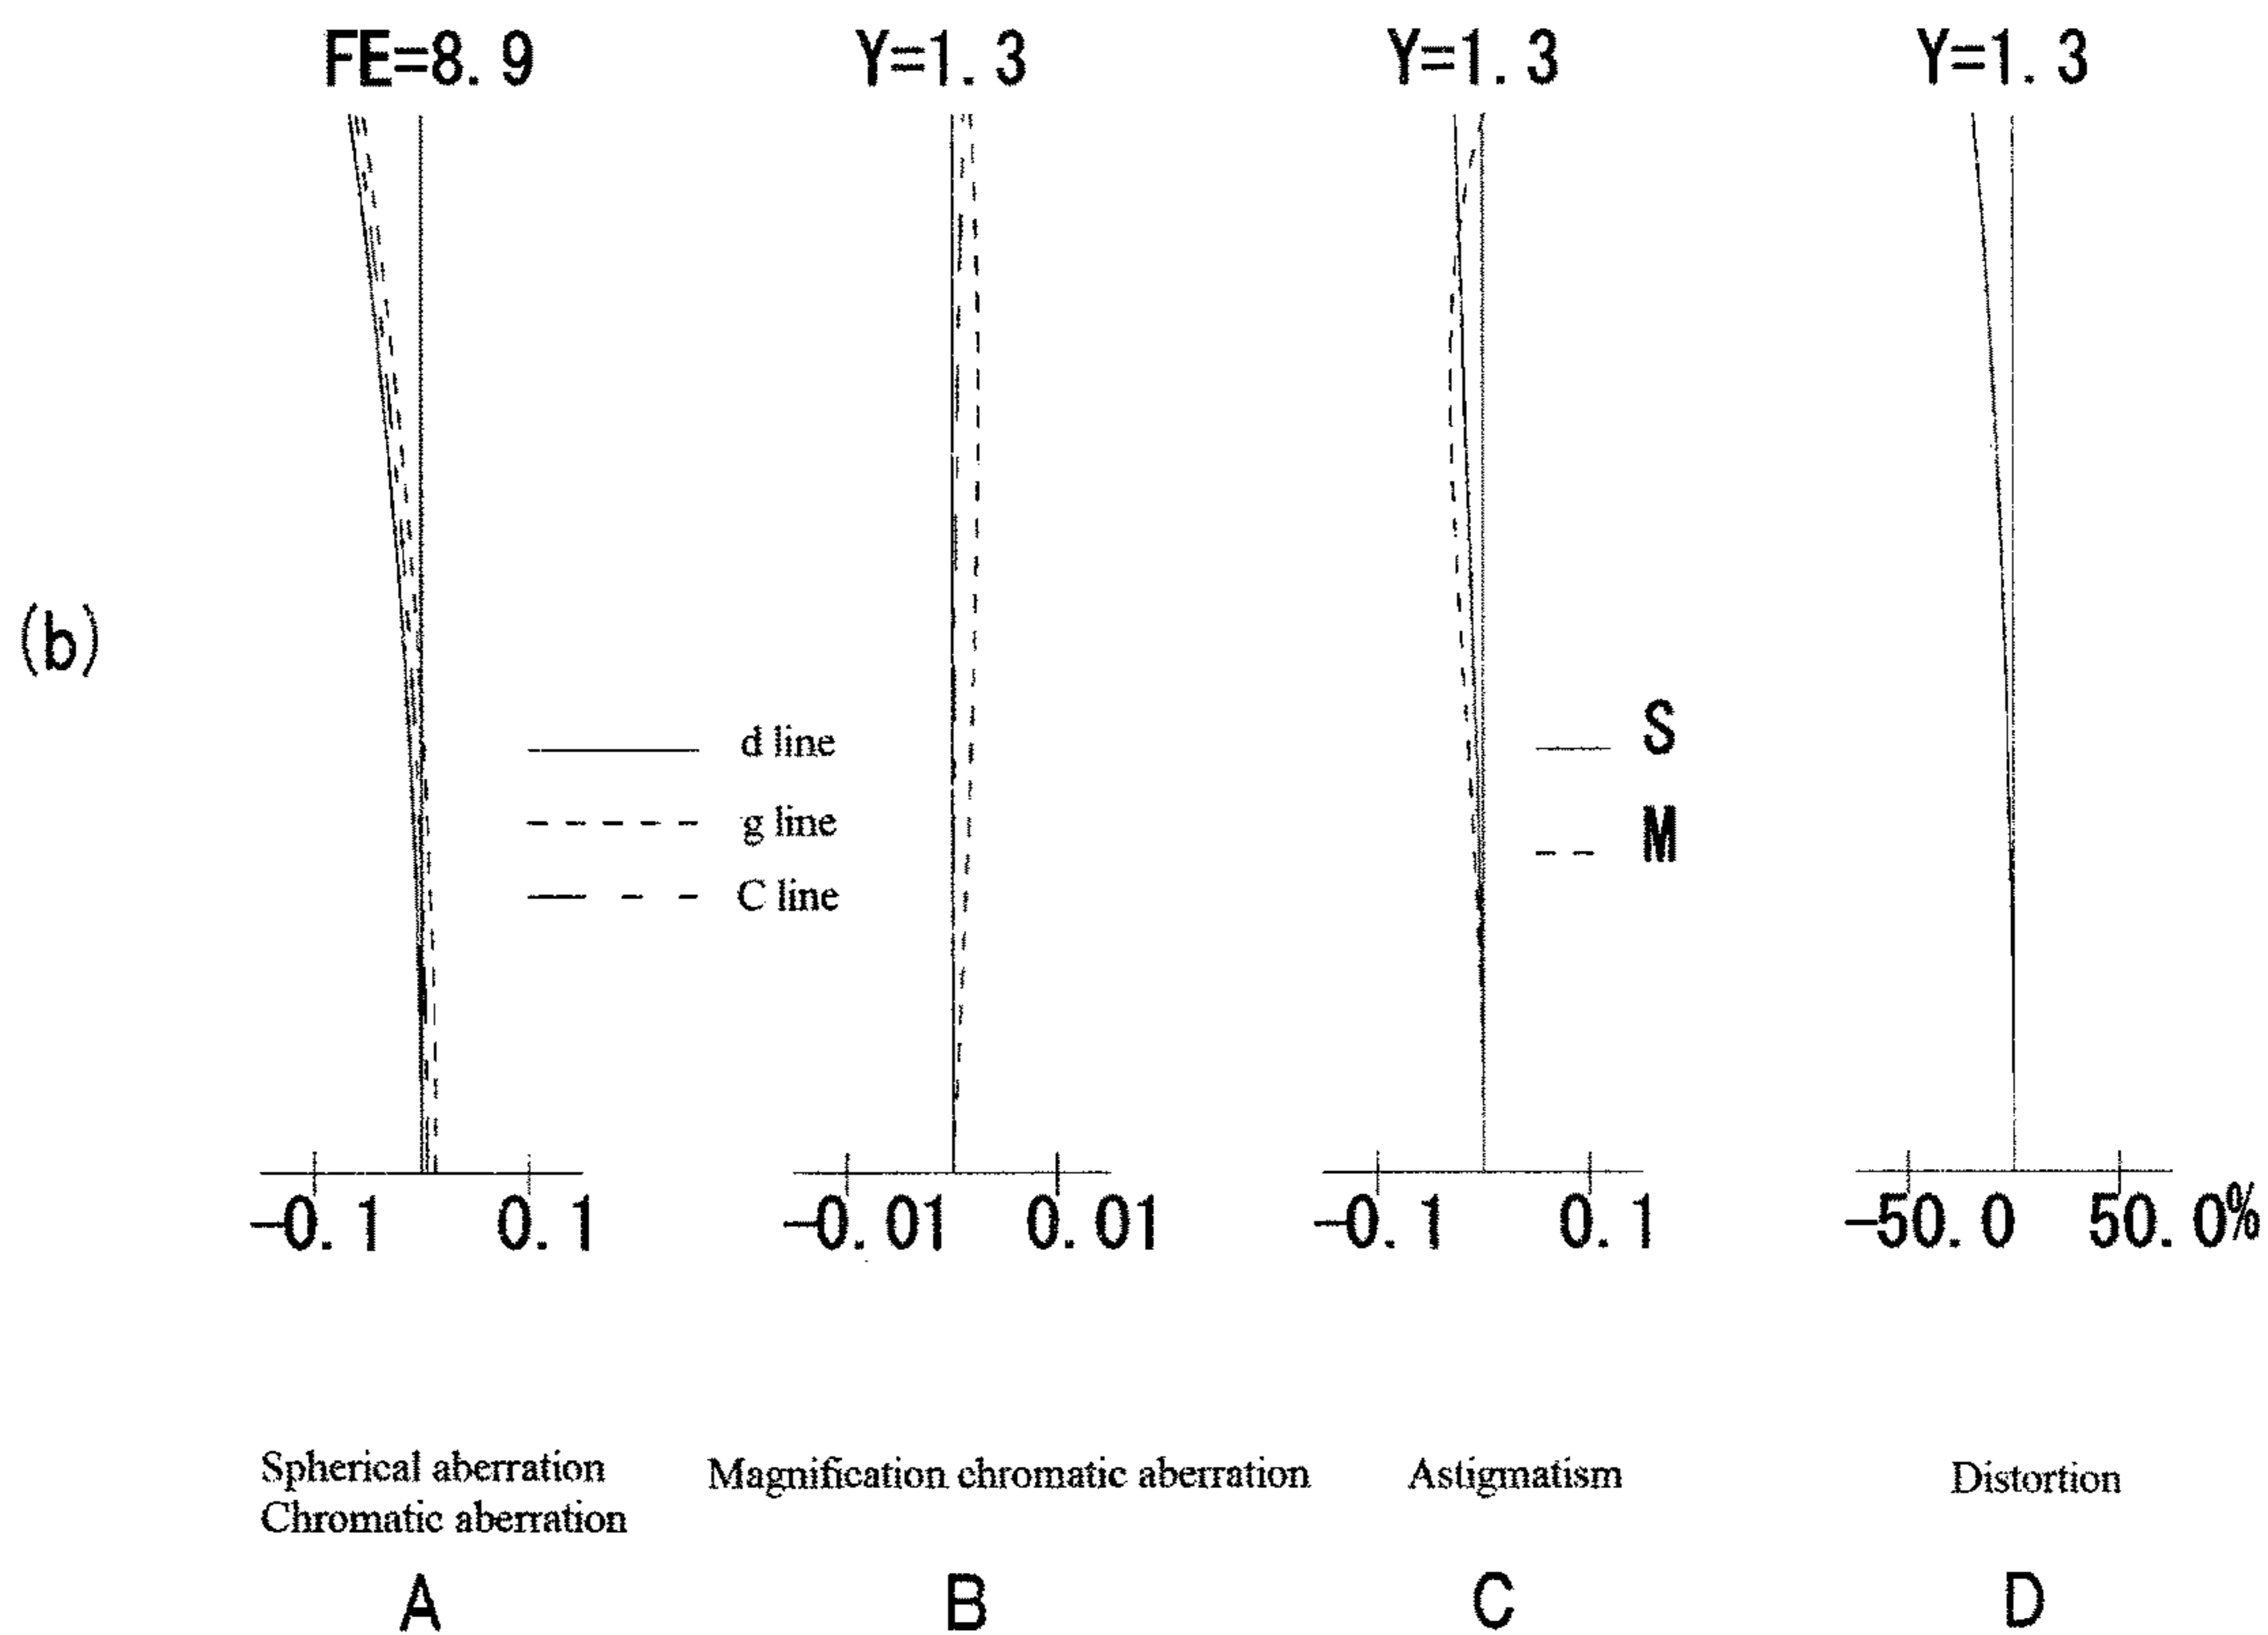 FE=8.9
Y=1.3
Y=1.3
Y=1.3
(b)
d line
g line
C line
S
M
-0.1 0.1
-0.01 0.01
-0.1 0.1
-50.0 50.0%
Spherical aberration
Chromatic aberration
Magnification chromatic aberration
Astigmatism
Distortion
A
B
C
D